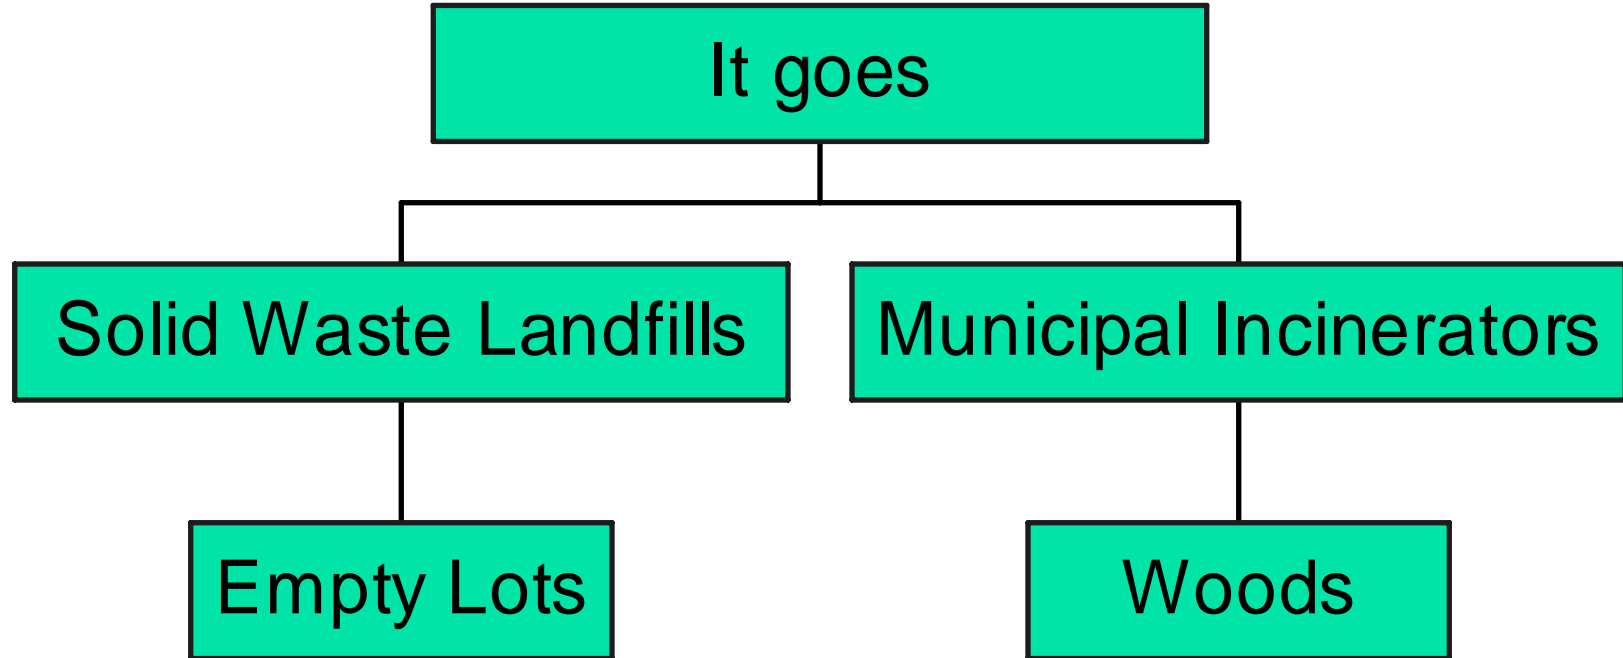 It goes
Solid Waste Landfills
Municipal Incinerators
Empty Lots
Woods